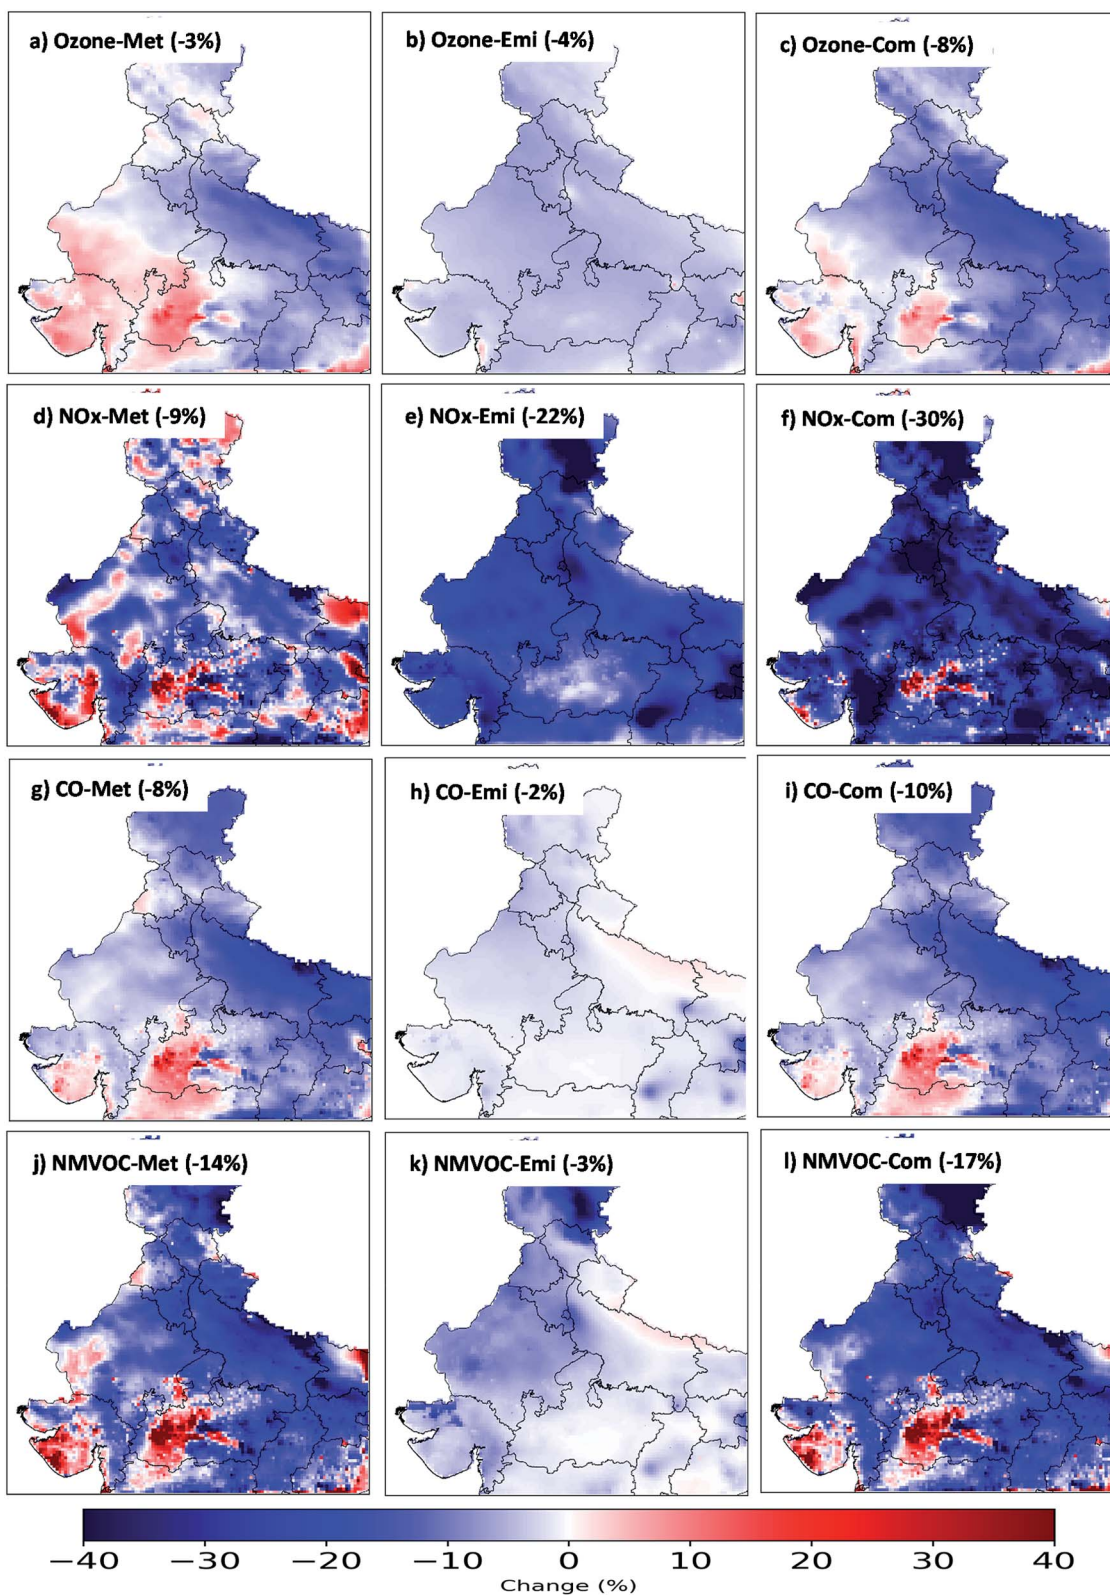 a) Ozone-Met (-3%)
b) Ozone-Emi (-4%)
c) Ozone-Com (-8%)
d) NOx-Met (-9%)
e) NOx-Emi (-22%)
f) NOx-Com (-30%)
g) CO-Met (-8%)
h) CO-Emi (-2%)
i) CO-Com (-10%)
j) NMVOC-Met (-14%)
k) NMVOC-Emi (-3%)
l) NMVOC-Com (-17%)
−40 −30 −20 −10 0 10 20 30 40
Change (%)